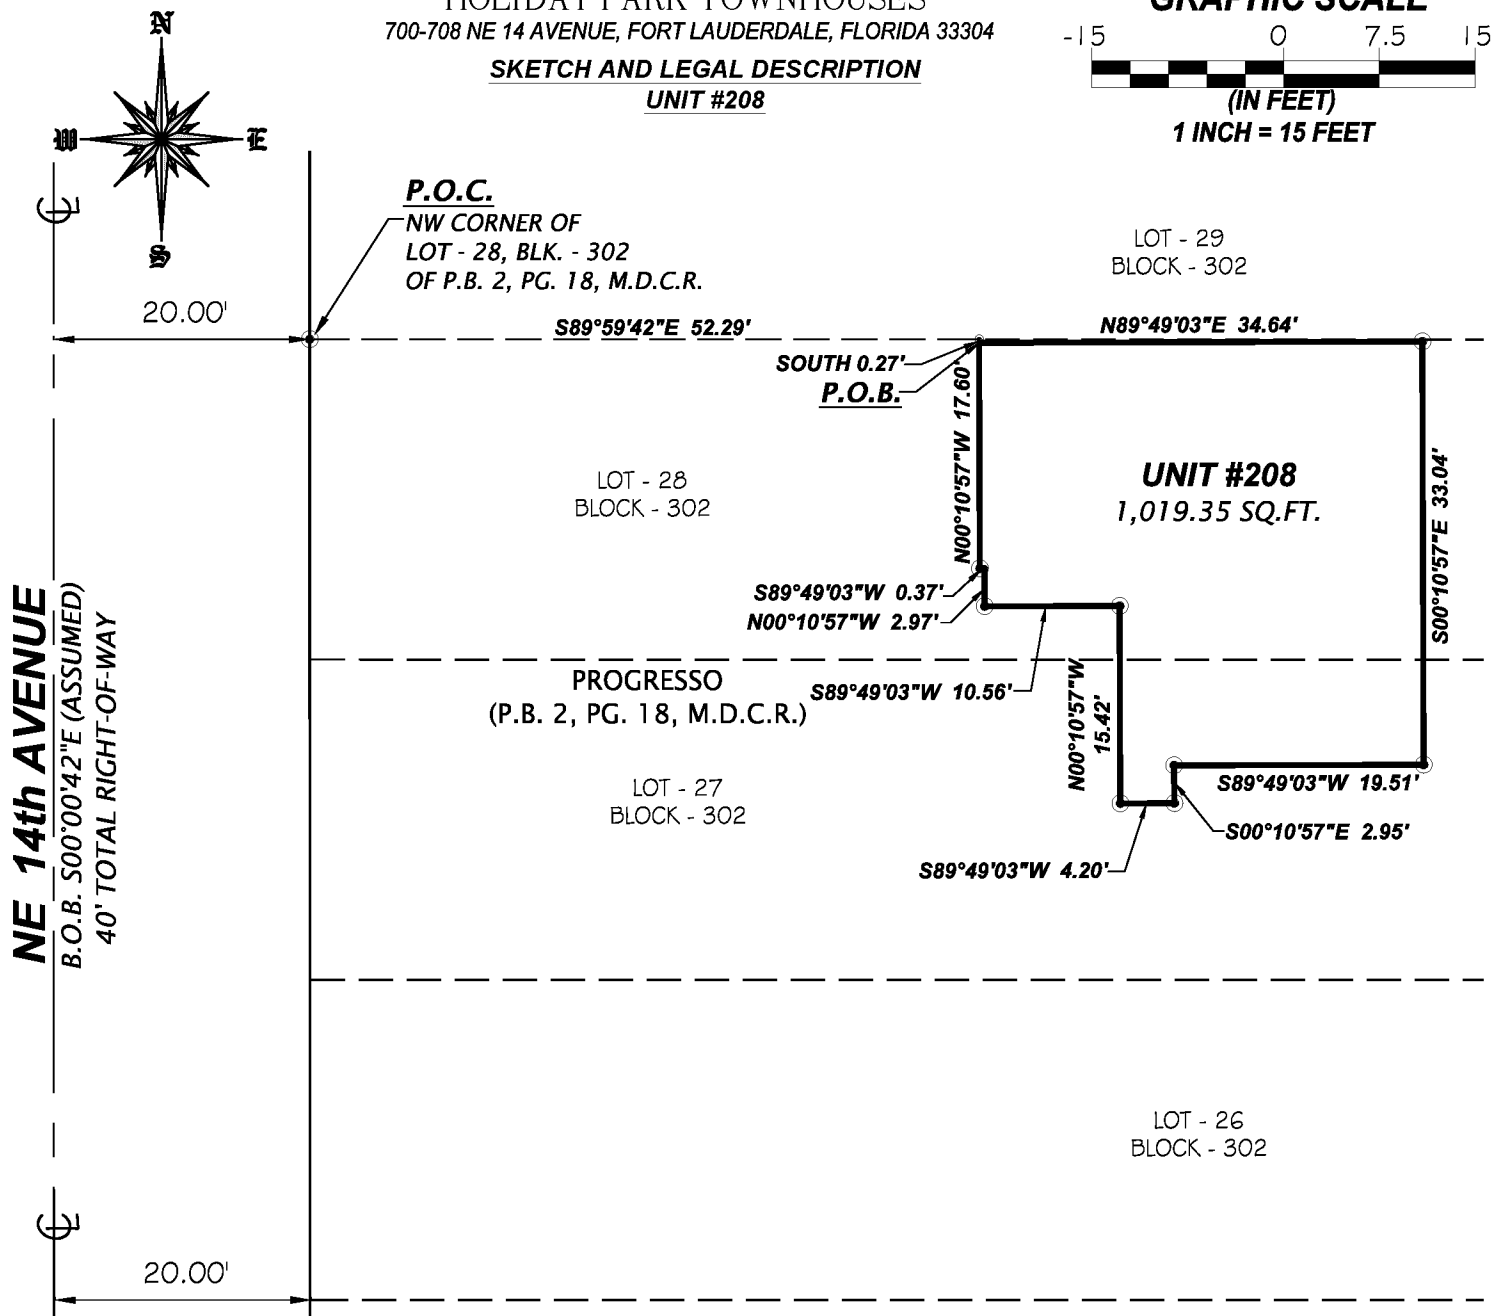 HOLIDAY PARK TOWNHOUSES
700-708 NE 14 AVENUE, FORT LAUDERDALE, FLORIDA 33304
SKETCH AND LEGAL DESCRIPTION
UNIT #208
GRAPHIC SCALE
-15 0 7.5 15
(IN FEET)
1 INCH = 15 FEET
N
W E
S
P.O.C.
NW CORNER OF
LOT - 28, BLK. - 302
OF P.B. 2, PG. 18, M.D.C.R.
LOT - 29
BLOCK - 302
20.00'
S89°59'42"E 52.29'
N89°49'03"E 34.64'
SOUTH 0.27'
P.O.B.
N00°10'57"W 17.60'
LOT - 28
BLOCK - 302
UNIT #208
1,019.35 SQ.FT.
S00°10'57"E 33.04'
S89°49'03"W 0.37'
N00°10'57"W 2.97'
S89°49'03"W 10.56'
PROGRESSO
(P.B. 2, PG. 18, M.D.C.R.)
N00°10'57"W
15.42'
LOT - 27
BLOCK - 302
S89°49'03"W 19.51'
S00°10'57"E 2.95'
S89°49'03"W 4.20'
NE 14th AVENUE
B.O.B. S00°00'42"E (ASSUMED)
40' TOTAL RIGHT-OF-WAY
LOT - 26
BLOCK - 302
20.00'